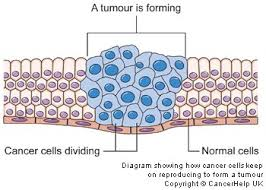 A tumour is forming
Cancer cells dividing
Normal cells
Diagram showing how cancer cells keep
on reproducing to form a tumour
Copyright © CancerHelp UK